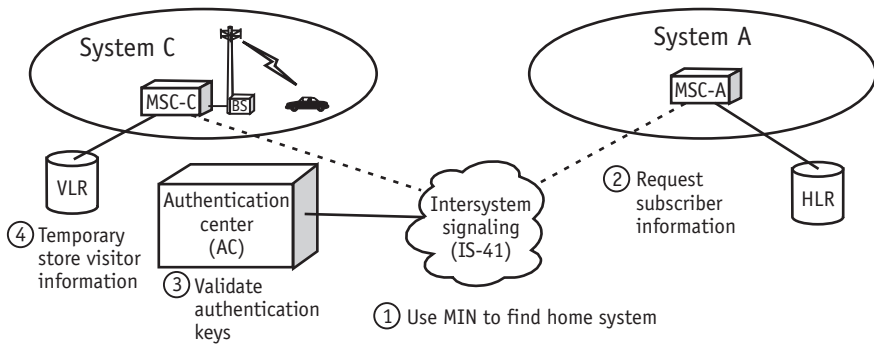 System C
System A
MSC-C
BS
MSC-A
VLR
HLR
Authentication
center
(AC)
Intersystem
signaling
(IS-41)
2 Request
subscriber
information
4 Temporary
store visitor
information
3 Validate
authentication
keys
1 Use MIN to find home system